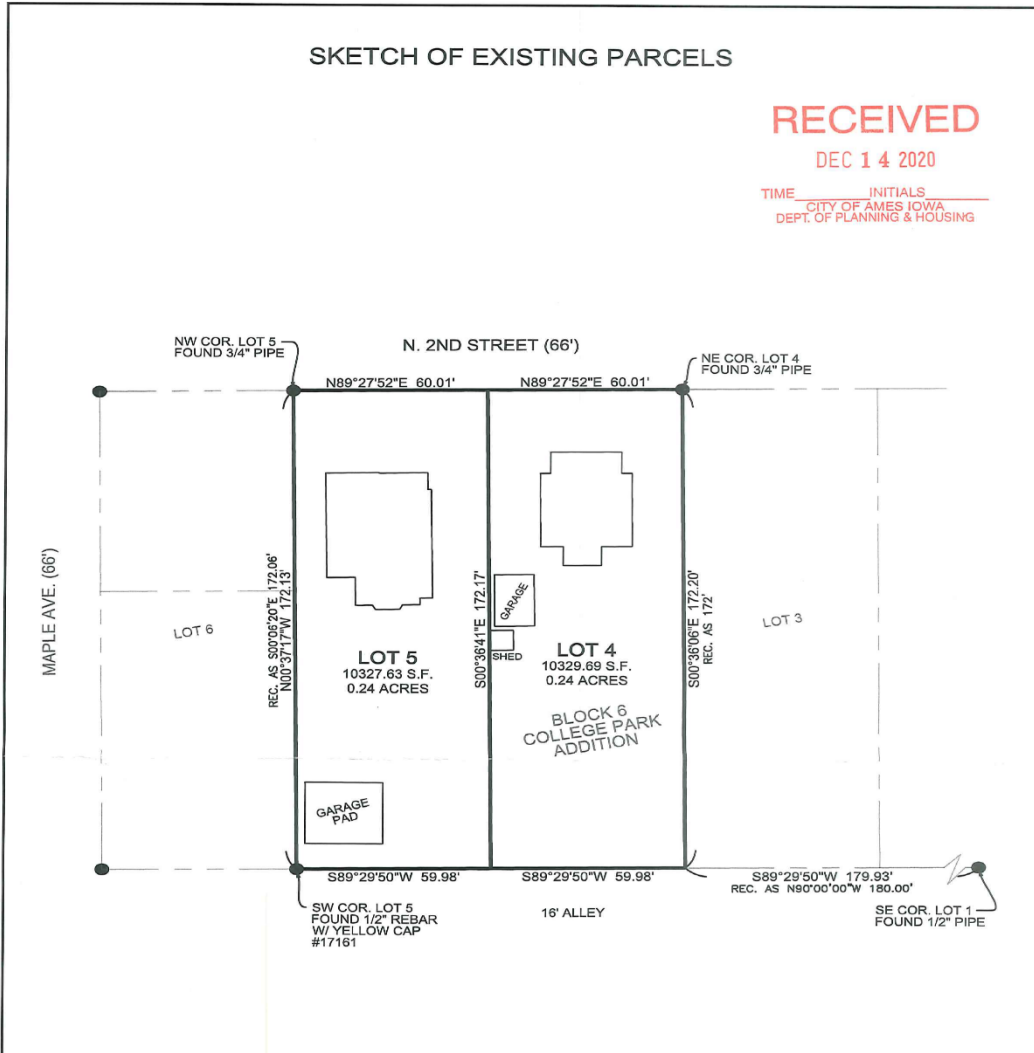 SKETCH OF EXISTING PARCELS
RECEIVED
DEC 1 4 2020
TIME________INITIALS________
CITY OF AMES IOWA
DEPT. OF PLANNING & HOUSING
NW COR. LOT 5
FOUND 3/4" PIPE
N. 2ND STREET (66')
NE COR. LOT 4
FOUND 3/4" PIPE
N89°27'52"E 60.01'
N89°27'52"E 60.01'
MAPLE AVE. (66')
LOT 6
REC. AS S00°06'20"E 172.06'
N00°37'17"W 172.13'
LOT 5
10327.63 S.F.
0.24 ACRES
S00°36'41"E 172.17'
GARAGE
SHED
LOT 4
10329.69 S.F.
0.24 ACRES
BLOCK 6
COLLEGE PARK
ADDITION
S00°36'06"E 172.20'
REC. AS 172'
LOT 3
GARAGE
PAD
S89°29'50"W 59.98'
S89°29'50"W 59.98'
S89°29'50"W 179.93'
REC. AS N90°00'00"W 180.00'
SW COR. LOT 5
FOUND 1/2" REBAR
W/ YELLOW CAP
#17161
16' ALLEY
SE COR. LOT 1
FOUND 1/2" PIPE